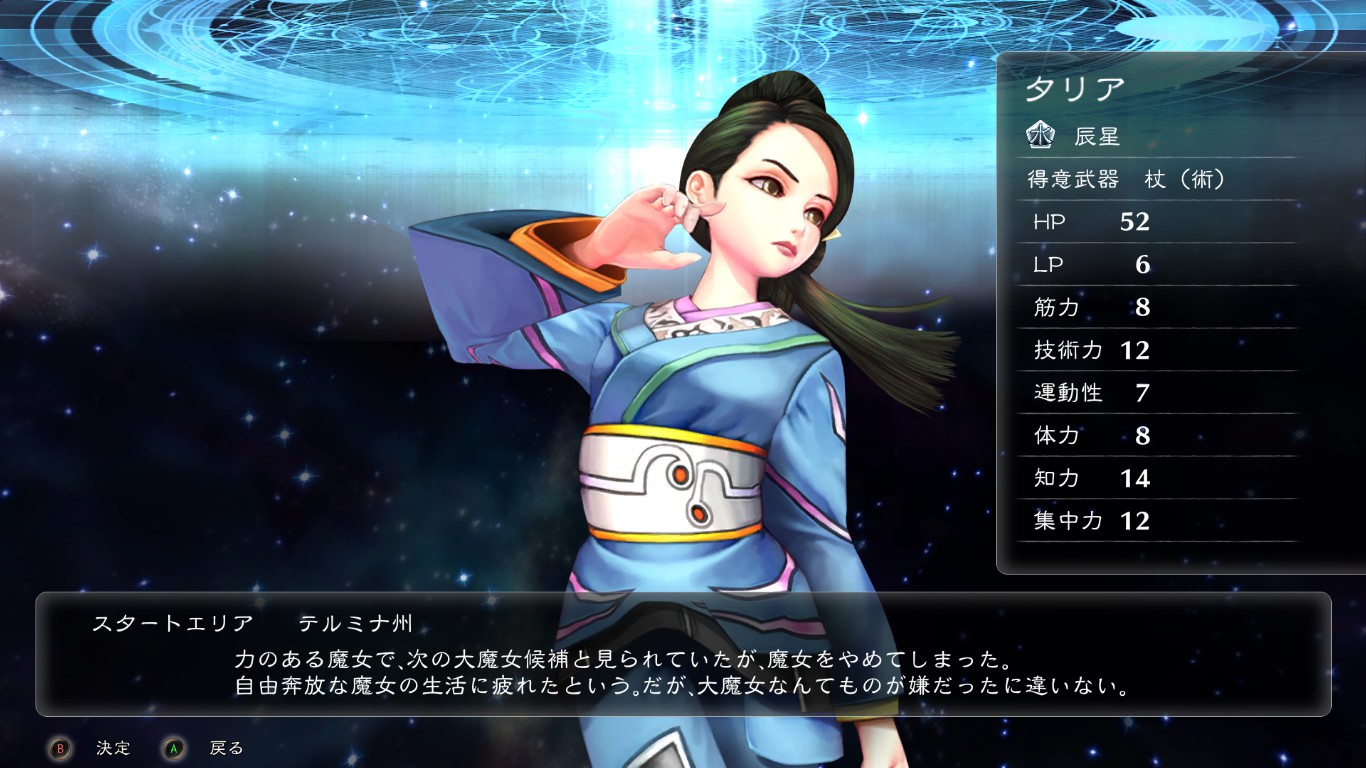 タリア
水 辰星
得意武器 杖（術）
HP 52
LP 6
筋力 8
技術力 12
運動性 7
体力 8
知力 14
集中力 12
スタートエリア テルミナ州
力のある魔女で､次の大魔女候補と見られていたが､魔女をやめてしまった。
自由奔放な魔女の生活に疲れたという｡だが､大魔女なんてものが嫌だったに違いない。
B 決定 A 戻る